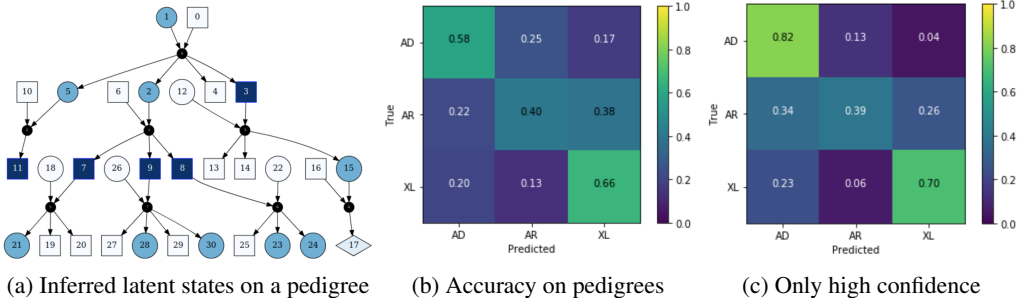 1 0
10 5 6 2 12 4 3
11 18 7 26 9 8 13 14 22 16 15
21 19 20 27 28 29 30 25 23 24 17
(a) Inferred latent states on a pedigree
True
AD 0.58 0.25 0.17
AR 0.22 0.40 0.38
XL 0.20 0.13 0.66
AD AR XL
Predicted
1.0
0.8
0.6
0.4
0.2
0.0
(b) Accuracy on pedigrees
True
AD 0.82 0.13 0.04
AR 0.34 0.39 0.26
XL 0.23 0.06 0.70
AD AR XL
Predicted
1.0
0.8
0.6
0.4
0.2
0.0
(c) Only high confidence